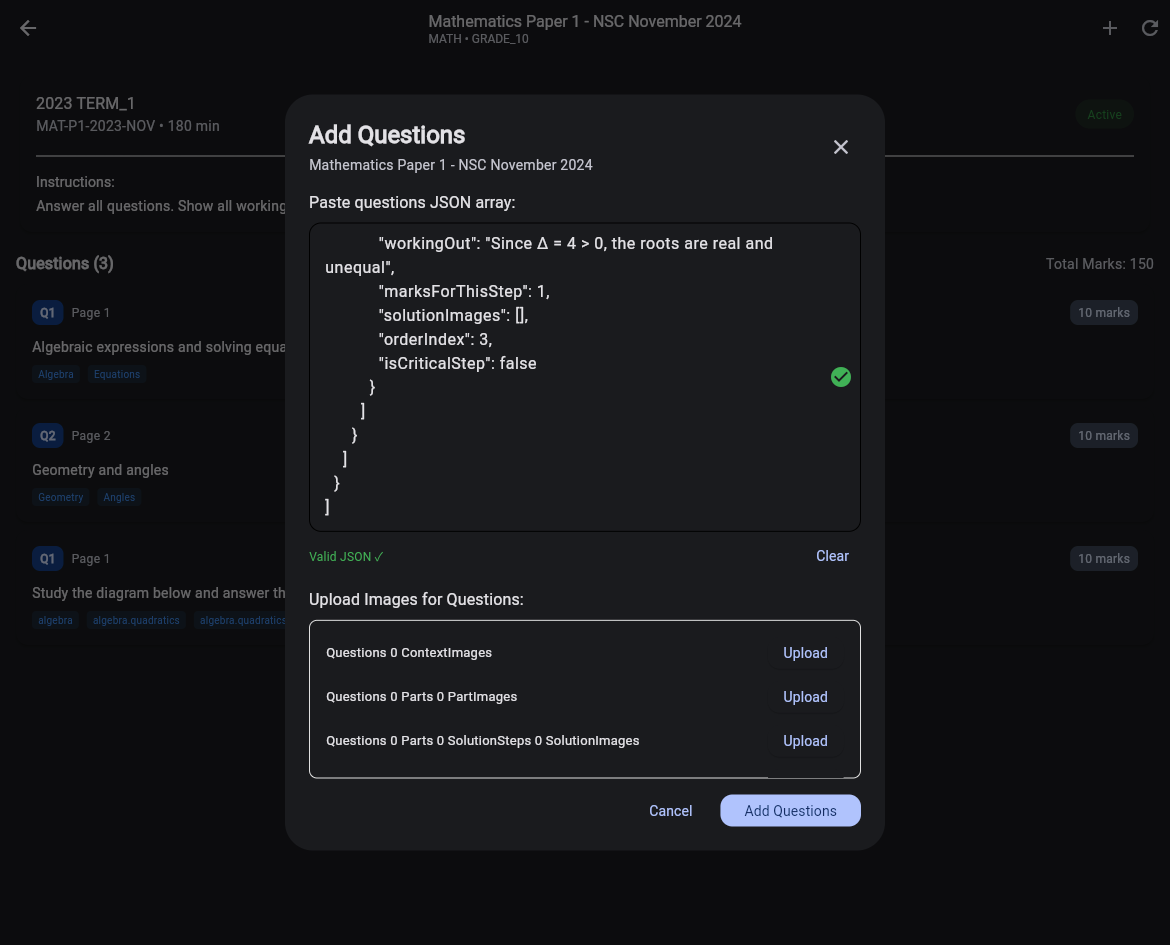 Mathematics Paper 1 - NSC November 2024
MATH • GRADE_10
2023 TERM_1
MAT-P1-2023-NOV • 180 min
Active
Instructions:
Answer all questions. Show all working
Questions (3)
Total Marks: 150
Q1 Page 1
10 marks
Algebraic expressions and solving equa
Algebra Equations
Q2 Page 2
10 marks
Geometry and angles
Geometry Angles
Q1 Page 1
10 marks
Study the diagram below and answer th
algebra algebra.quadratics algebra.quadratics
Add Questions
Mathematics Paper 1 - NSC November 2024
Paste questions JSON array:
"workingOut": "Since Δ = 4 > 0, the roots are real and
unequal",
"marksForThisStep": 1,
"solutionImages": [],
"orderIndex": 3,
"isCriticalStep": false
}
]
}
]
}
]
Valid JSON ✓
Clear
Upload Images for Questions:
Questions 0 ContextImages Upload
Questions 0 Parts 0 PartImages Upload
Questions 0 Parts 0 SolutionSteps 0 SolutionImages Upload
Cancel Add Questions